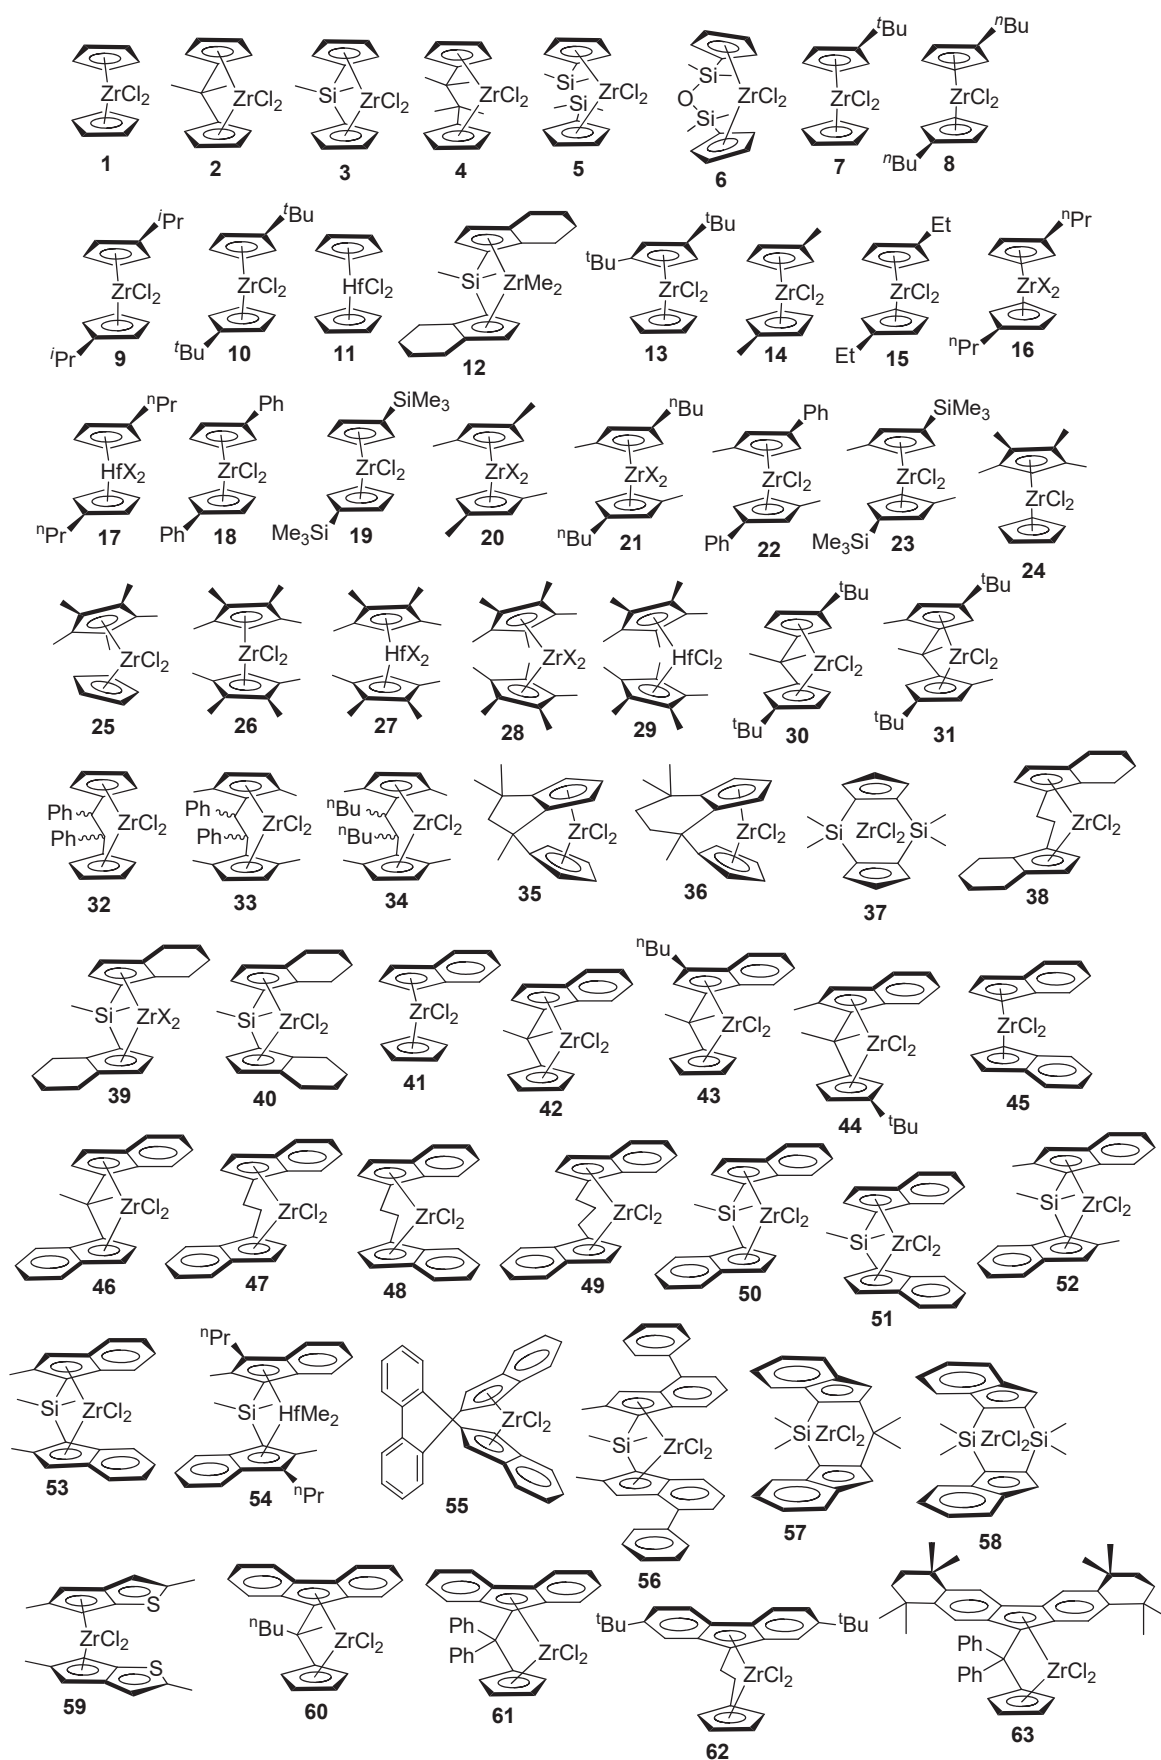 ZrCl2
1
ZrCl2
2
Si
ZrCl2
3
ZrCl2
4
Si
Si
ZrCl2
5
Si
O
Si
ZrCl2
6
tBu
ZrCl2
7
nBu
ZrCl2
nBu
8
iPr
ZrCl2
iPr
9
tBu
ZrCl2
tBu
10
HfCl2
11
Si
ZrMe2
12
tBu
tBu
ZrCl2
13
ZrCl2
14
Et
ZrCl2
Et
15
nPr
ZrX2
nPr
16
nPr
HfX2
nPr
17
Ph
ZrCl2
Ph
18
SiMe3
ZrCl2
Me3Si
19
ZrX2
20
nBu
ZrX2
nBu
21
Ph
ZrCl2
Ph
22
SiMe3
ZrCl2
Me3Si
23
ZrCl2
24
ZrCl2
25
ZrCl2
26
HfX2
27
ZrX2
28
HfCl2
29
tBu
ZrCl2
tBu
30
tBu
ZrCl2
tBu
31
Ph
Ph
ZrCl2
32
Ph
Ph
ZrCl2
33
nBu
nBu
ZrCl2
34
ZrCl2
35
ZrCl2
36
Si
ZrCl2
Si
37
ZrCl2
38
Si
ZrX2
39
Si
ZrCl2
40
ZrCl2
41
ZrCl2
42
nBu
ZrCl2
43
ZrCl2
tBu
44
ZrCl2
45
ZrCl2
46
ZrCl2
47
ZrCl2
48
ZrCl2
49
Si
ZrCl2
50
Si
ZrCl2
51
Si
ZrCl2
52
Si
ZrCl2
53
nPr
Si
HfMe2
nPr
54
ZrCl2
55
Si
ZrCl2
56
Si
ZrCl2
57
Si
ZrCl2
Si
58
S
ZrCl2
S
59
nBu
ZrCl2
60
Ph
Ph
ZrCl2
61
tBu
tBu
ZrCl2
62
Ph
Ph
ZrCl2
63